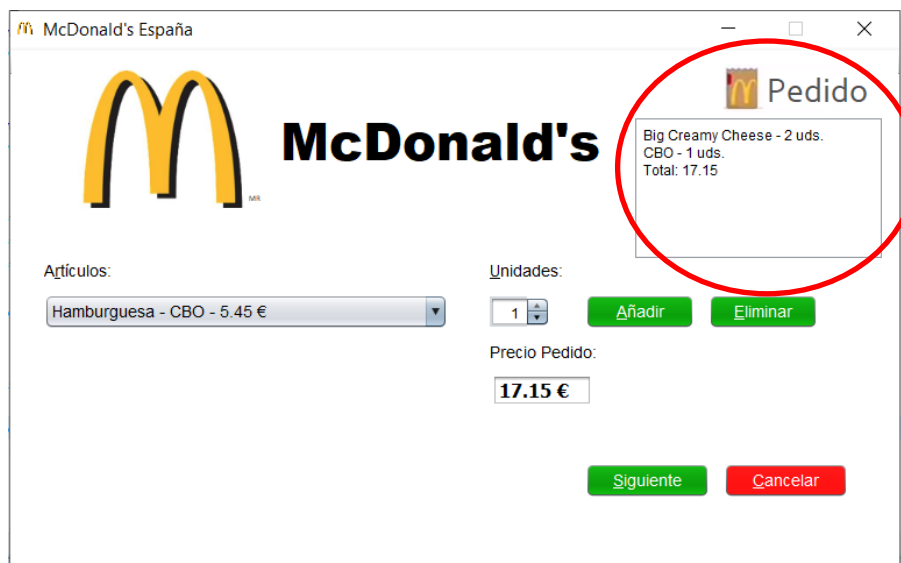 McDonald's España
Pedido
McDonald's
MR
Big Creamy Cheese - 2 uds.
CBO - 1 uds.
Total: 17.15
Artículos:
Unidades:
Hamburguesa - CBO - 5.45 €
1
Añadir
Eliminar
Precio Pedido:
17.15 €
Siguiente
Cancelar